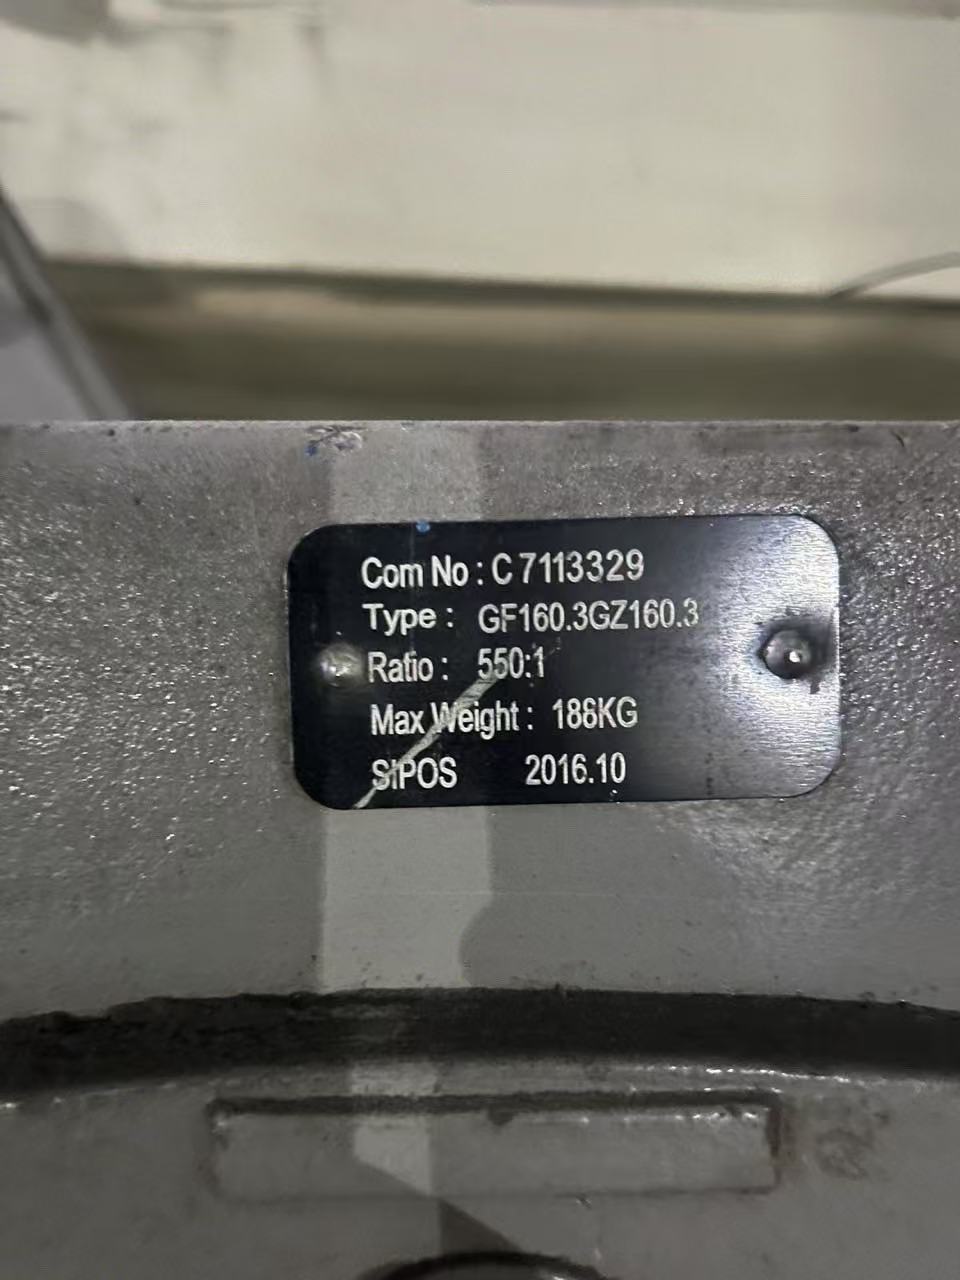 Com No : C 7113329
Type : GF160.3GZ160.3
Ratio : 550:1
Max Weight : 186KG
SIPOS 2016.10